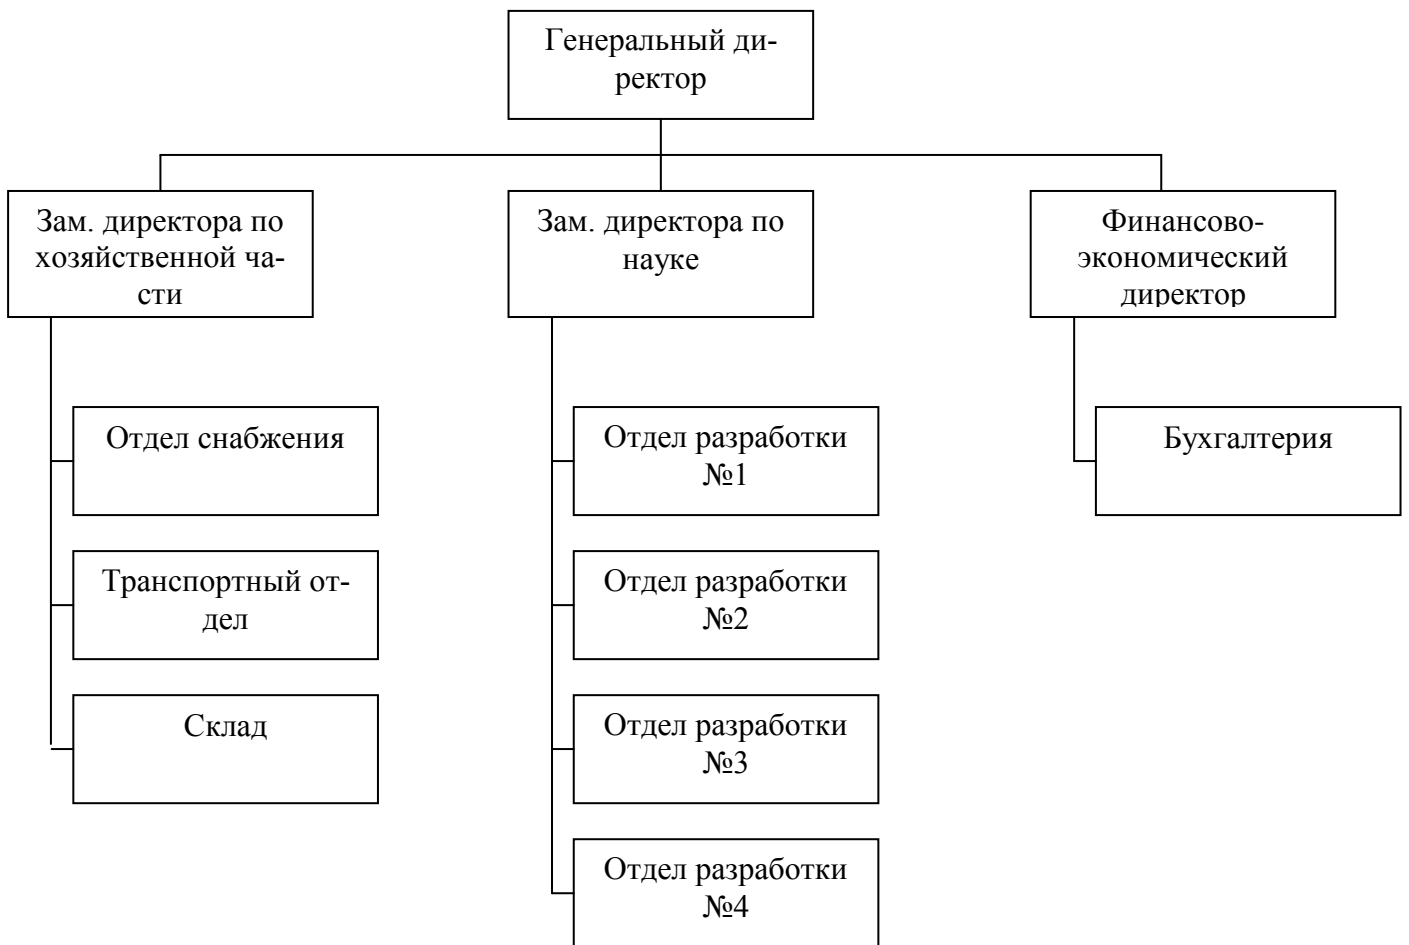 Генеральный ди-
ректор
Зам. директора по
хозяйственной ча-
сти
Зам. директора по
науке
Финансово-
экономический
директор
Отдел снабжения
Транспортный от-
дел
Склад
Отдел разработки
№1
Отдел разработки
№2
Отдел разработки
№3
Отдел разработки
№4
Бухгалтерия